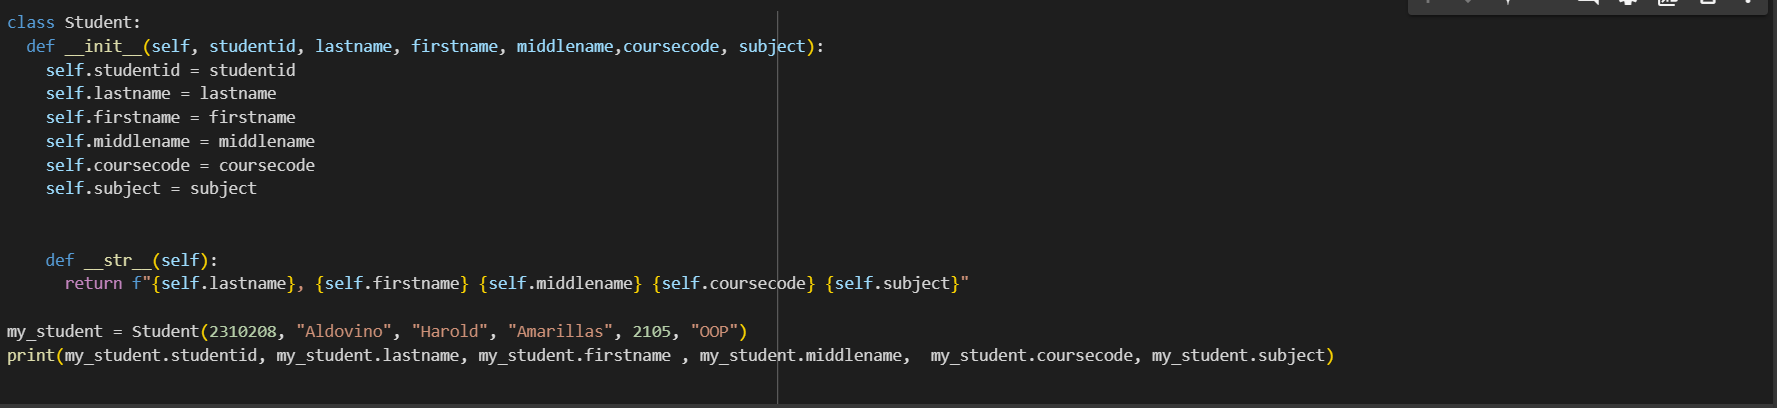 class Student:
  def __init__(self, studentid, lastname, firstname, middlename,coursecode, subject):
    self.studentid = studentid
    self.lastname = lastname
    self.firstname = firstname
    self.middlename = middlename
    self.coursecode = coursecode
    self.subject = subject
    def __str__(self):
      return f"{self.lastname}, {self.firstname} {self.middlename} {self.coursecode} {self.subject}"
my_student = Student(2310208, "Aldovino", "Harold", "Amarillas", 2105, "OOP")
print(my_student.studentid, my_student.lastname, my_student.firstname , my_student.middlename,  my_student.coursecode, my_student.subject)